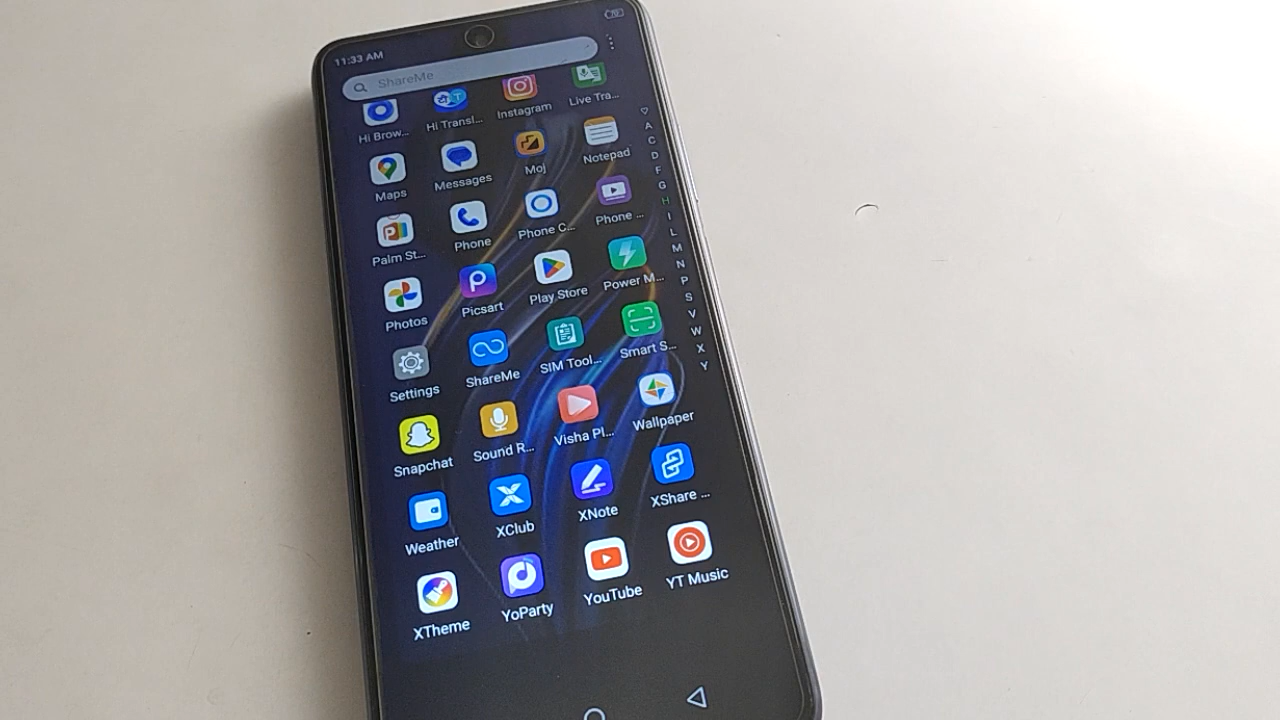 11:33 AM
70
ShareMe
Hi Brow... Hi Transl... Instagram Live Tra...
Maps Messages Moj Notepad
Palm St... Phone Phone C... Phone ...
Photos Picsart Play Store Power M...
Settings ShareMe SIM Tool... Smart S...
Snapchat Sound R... Visha Pl... Wallpaper
Weather XClub XNote XShare ...
XTheme YoParty YouTube YT Music
A
C
D
F
G
H
I
L
M
N
P
S
V
W
X
Y